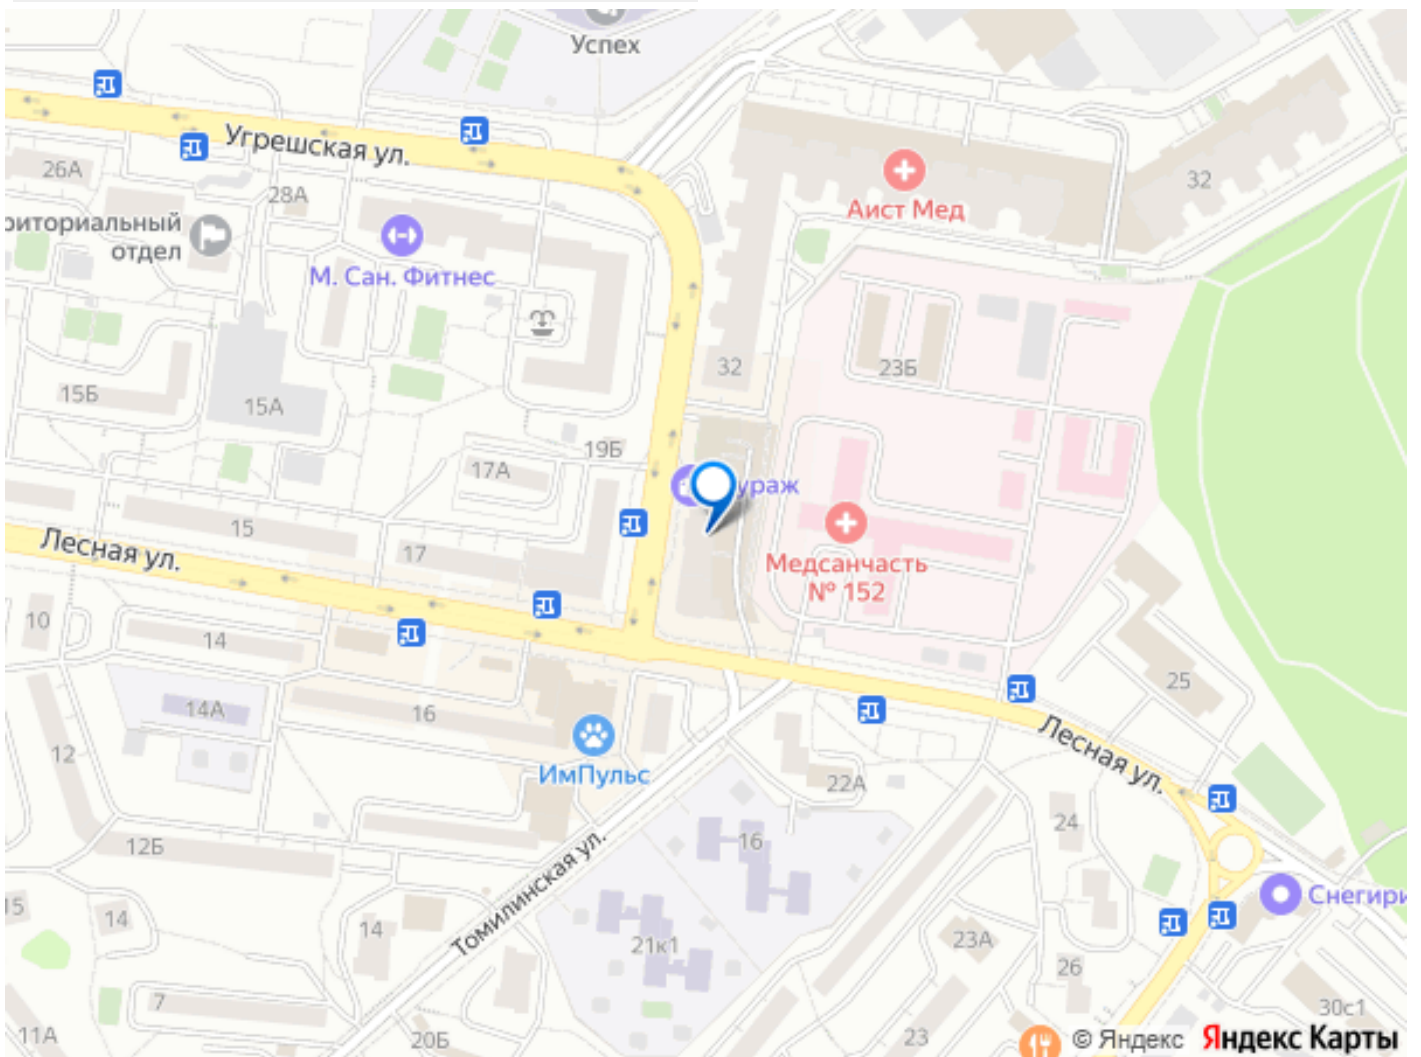 Успех
Угрешская ул.
26А
28А
32
Аист Мед
риториальный
отдел
М. Сан. Фитнес
32
23Б
15Б
15А
19Б
17А
ураж
15
17
Лесная ул.
Медсанчасть
№ 152
10
14
14А
16
25
12
Лесная ул.
ИмПульс
22А
24
16
12Б
Томилинская ул.
Снегири
15
14
14
21к1
23А
26
7
30с1
11А
20Б
23
© Яндекс Яндекс Карты